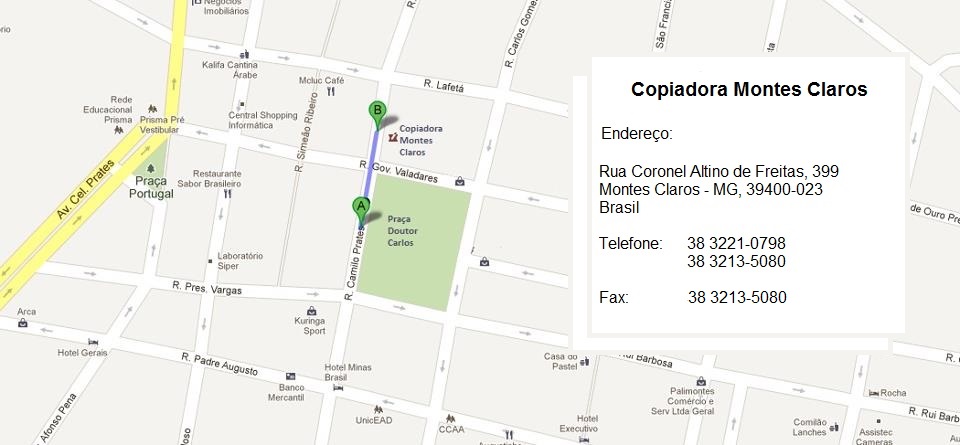 Negócios
Imobiliários
Kalifa Cantina
Árabe
Mcluc Café
R. Lafetá
R. Carlos Gomes
São Franci
Rede
Educacional
Prisma
Prisma Pré
Vestibular
Central Shopping
Informática
R. Simeão Ribeiro
B
Copiadora
Montes
Claros
R. Gov. Valadares
Av. Cel. Prates
Praça
Portugal
Restaurante
Sabor Brasileiro
A
Praça
Doutor
Carlos
R. Camilo Prates
Laboratório
Siper
R. Pres. Vargas
Arca
Kuringa
Sport
Hotel Gerais
R. Padre Augusto
Banco
Mercantil
Hotel Minas
Brasil
UnicEAD
CCAA
Augustinho
Hotel
Executivo
Casa do
Pastel
Rui Barbosa
Palimontes
Comércio e
Serv Ltda Geral
Rocha
R. Rui Barbosa
Comilão
Lanches
Assistec
Cameras
de Ouro Pre
Afonso Pena
Copiadora Montes Claros
Endereço:
Rua Coronel Altino de Freitas, 399
Montes Claros - MG, 39400-023
Brasil
Telefone: 38 3221-0798
38 3213-5080
Fax: 38 3213-5080